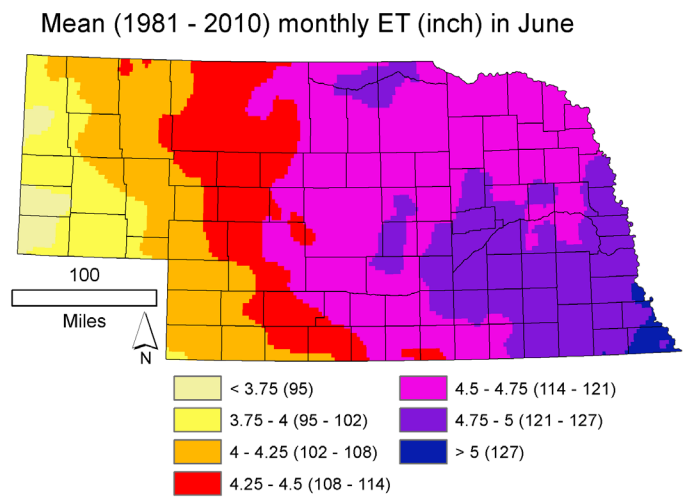 Mean (1981 - 2010) monthly ET (inch) in June
100
Miles
N
< 3.75 (95)
3.75 - 4 (95 - 102)
4 - 4.25 (102 - 108)
4.25 - 4.5 (108 - 114)
4.5 - 4.75 (114 - 121)
4.75 - 5 (121 - 127)
> 5 (127)